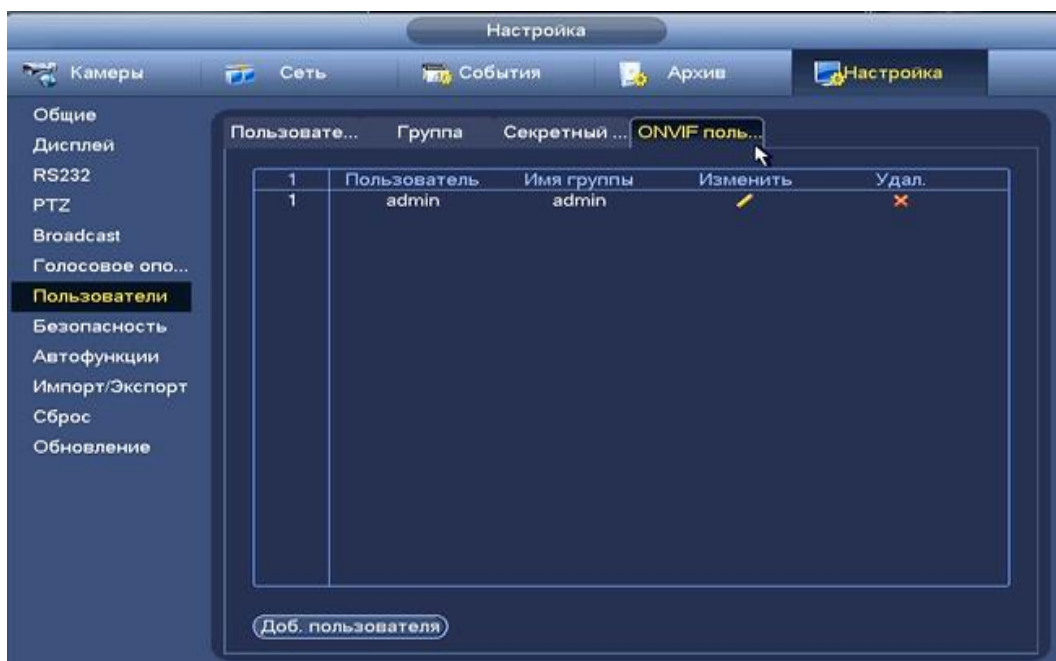 Настройка
Камеры Сеть События Архив Настройка
Общие
Дисплей
RS232
PTZ
Broadcast
Голосовое опо...
Пользователи
Безопасность
Автофункции
Импорт/Экспорт
Сброс
Обновление
Пользовате... Группа Секретный ... ONVIF поль...
1 Пользователь Имя группы Изменить Удал.
1 admin admin
Доб. пользователя